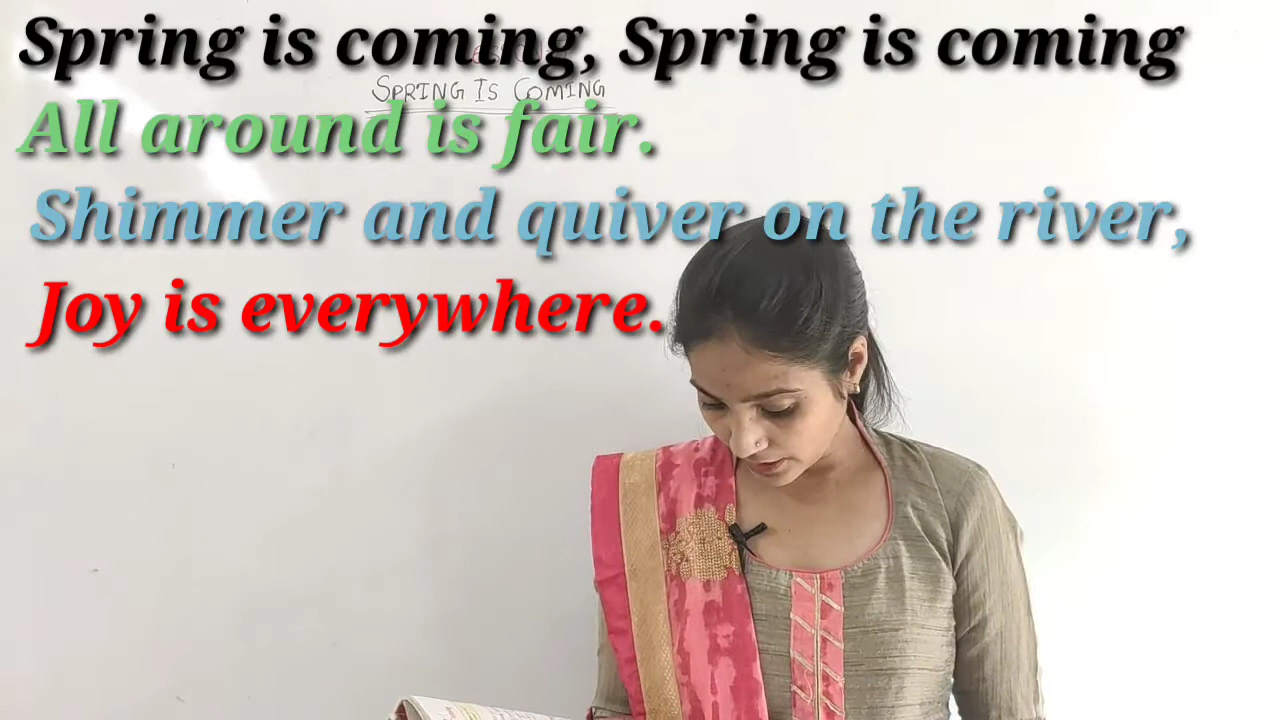 Spring is coming, Spring is coming
SPRING IS COMING
All around is fair.
Shimmer and quiver on the river,
Joy is everywhere.